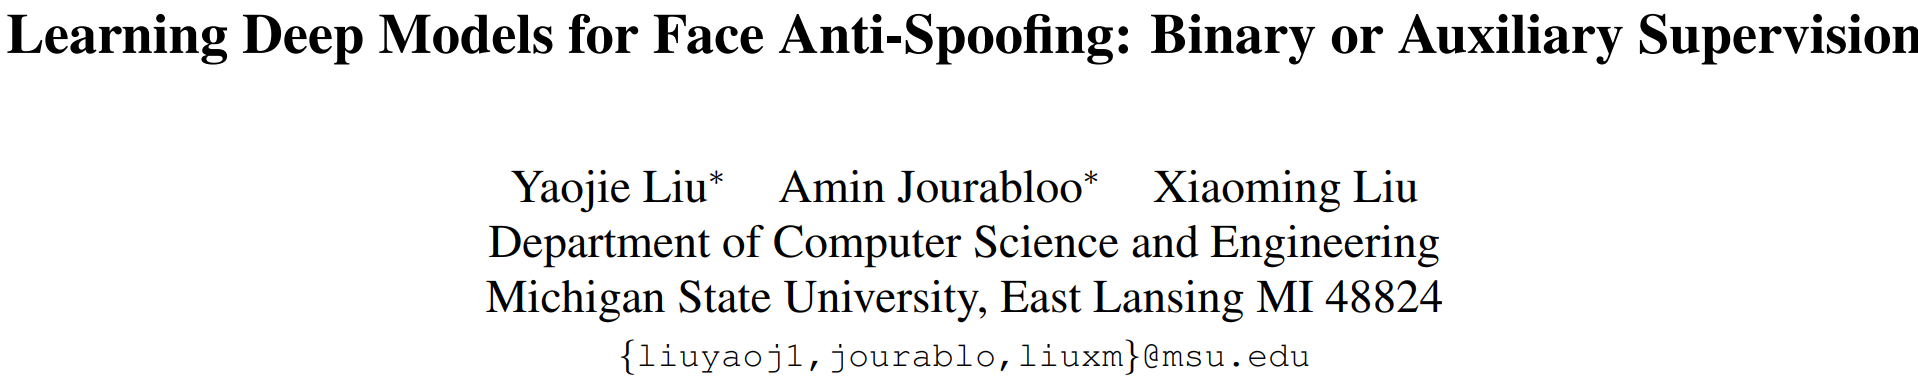 Learning Deep Models for Face Anti-Spoofing: Binary or Auxiliary Supervision
Yaojie Liu* Amin Jourabloo* Xiaoming Liu
Department of Computer Science and Engineering
Michigan State University, East Lansing MI 48824
{liuyaoj1,jourablo,liuxm}@msu.edu